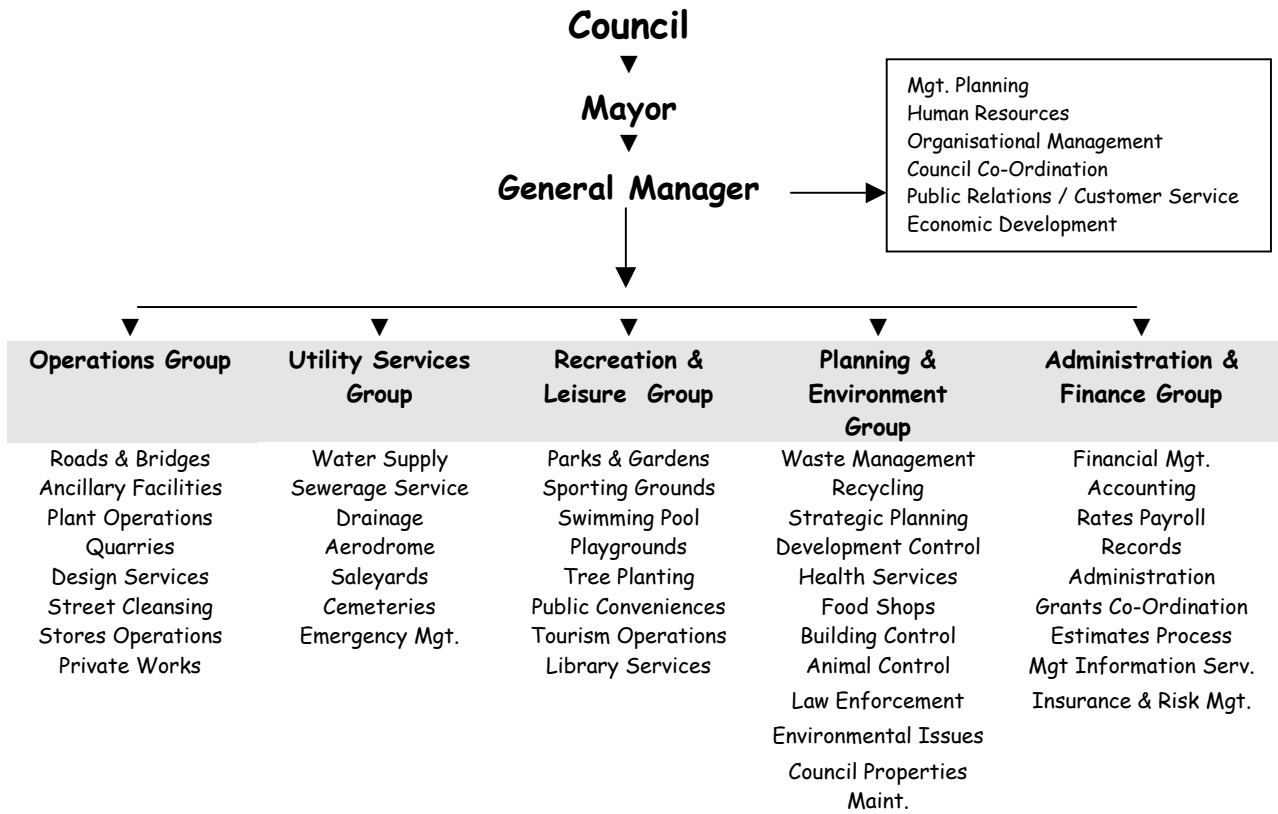 Council
Mayor
General Manager
Mgt. Planning
Human Resources
Organisational Management
Council Co-Ordination
Public Relations / Customer Service
Economic Development
Operations Group
Roads & Bridges
Ancillary Facilities
Plant Operations
Quarries
Design Services
Street Cleansing
Stores Operations
Private Works
Utility Services
Group
Water Supply
Sewerage Service
Drainage
Aerodrome
Saleyards
Cemeteries
Emergency Mgt.
Recreation &
Leisure Group
Parks & Gardens
Sporting Grounds
Swimming Pool
Playgrounds
Tree Planting
Public Conveniences
Tourism Operations
Library Services
Planning &
Environment
Group
Waste Management
Recycling
Strategic Planning
Development Control
Health Services
Food Shops
Building Control
Animal Control
Law Enforcement
Environmental Issues
Council Properties
Maint.
Administration &
Finance Group
Financial Mgt.
Accounting
Rates Payroll
Records
Administration
Grants Co-Ordination
Estimates Process
Mgt Information Serv.
Insurance & Risk Mgt.